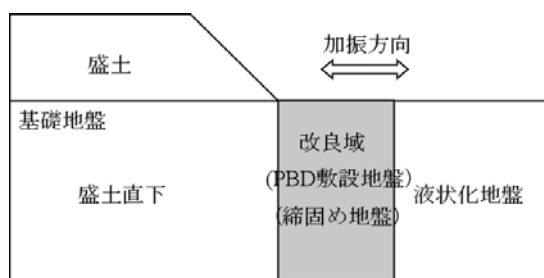 盛土
加振方向
基礎地盤
改良域
(PBD敷設地盤)
(締固め地盤)
盛土直下
液状化地盤